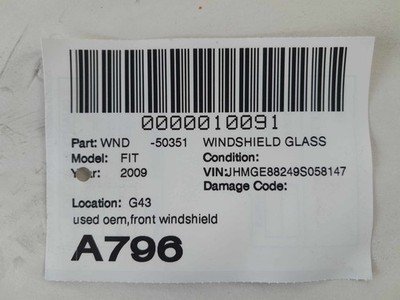 0000010091
Part: WND -50351 WINDSHIELD GLASS
Model: FIT Condition:
Year: 2009 VIN:JHMGE88249S058147
Damage Code:
Location: G43
used oem,front windshield
A796